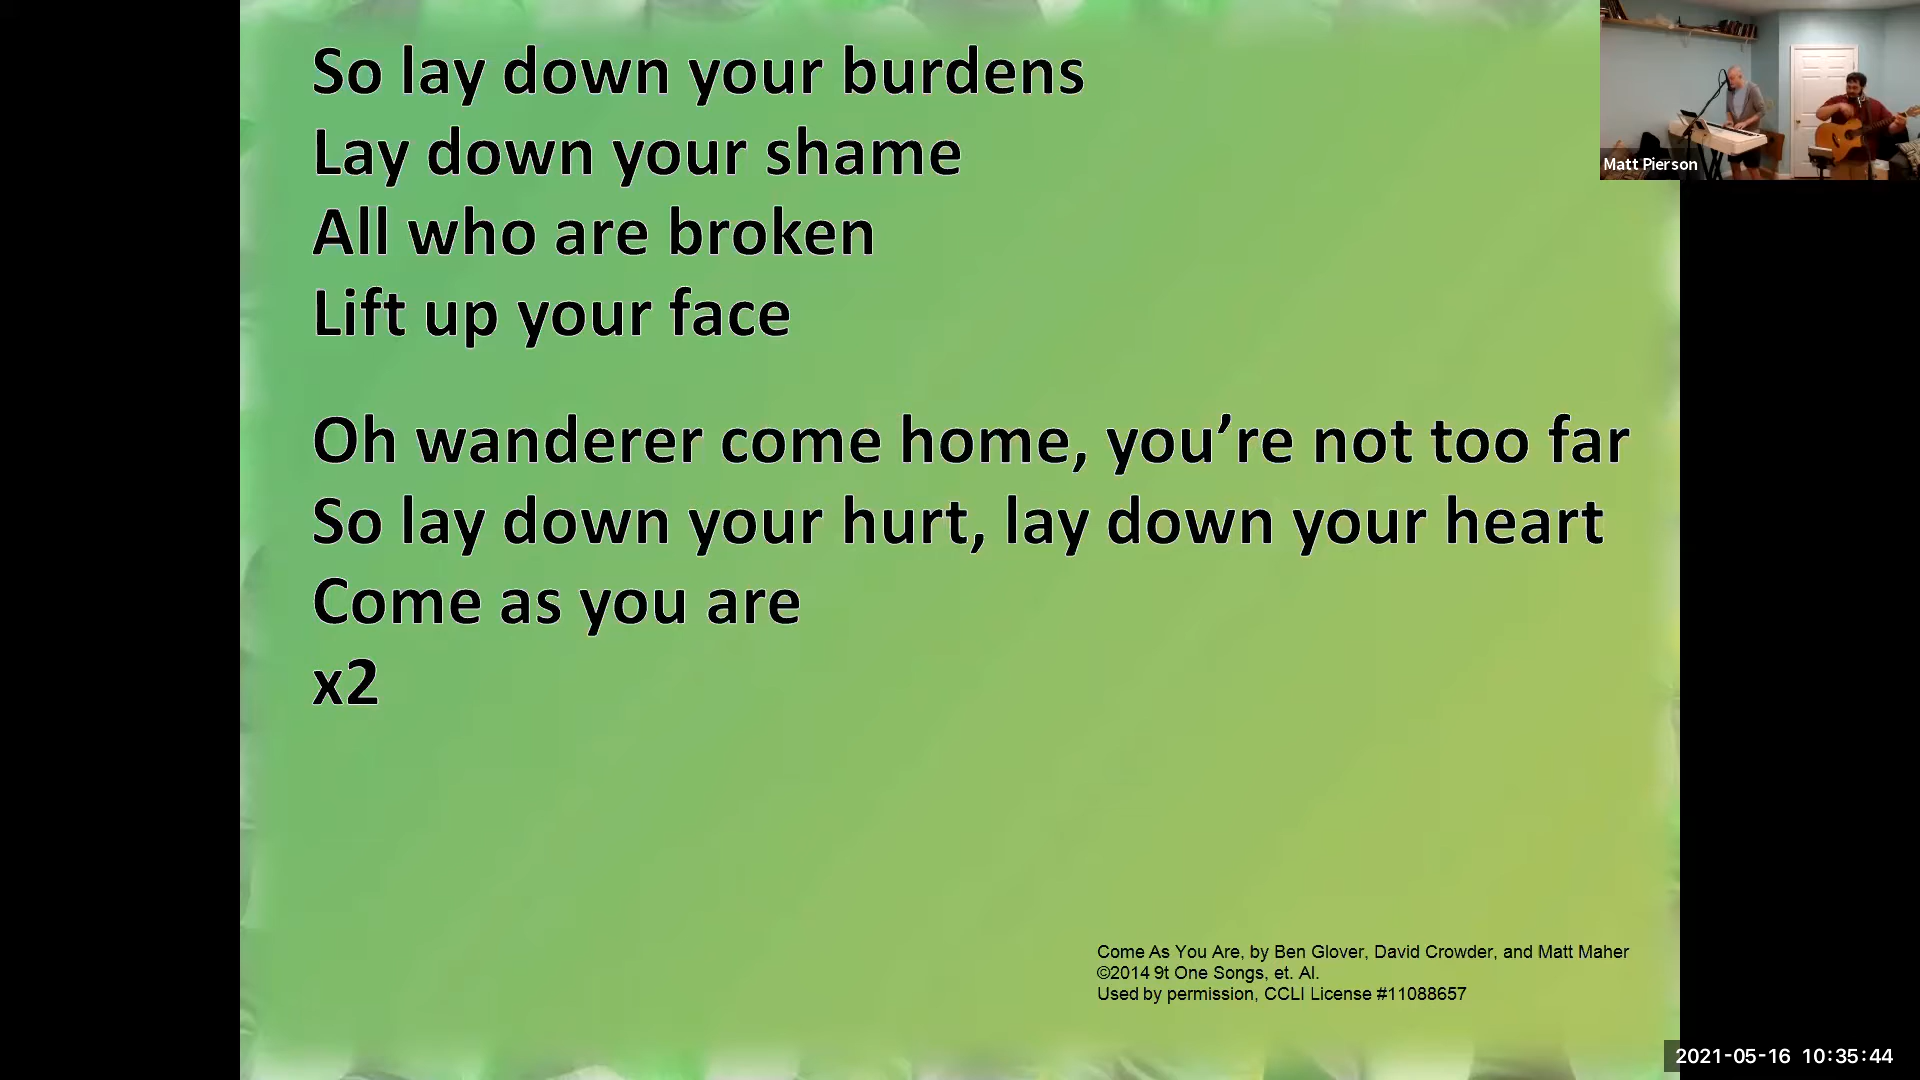 So lay down your burdens
Lay down your shame
All who are broken
Lift up your face
Oh wanderer come home, you’re not too far
So lay down your hurt, lay down your heart
Come as you are
x2
Matt Pierson
Come As You Are, by Ben Glover, David Crowder, and Matt Maher
©2014 9t One Songs, et. Al.
Used by permission, CCLI License #11088657
2021-05-16 10:35:44